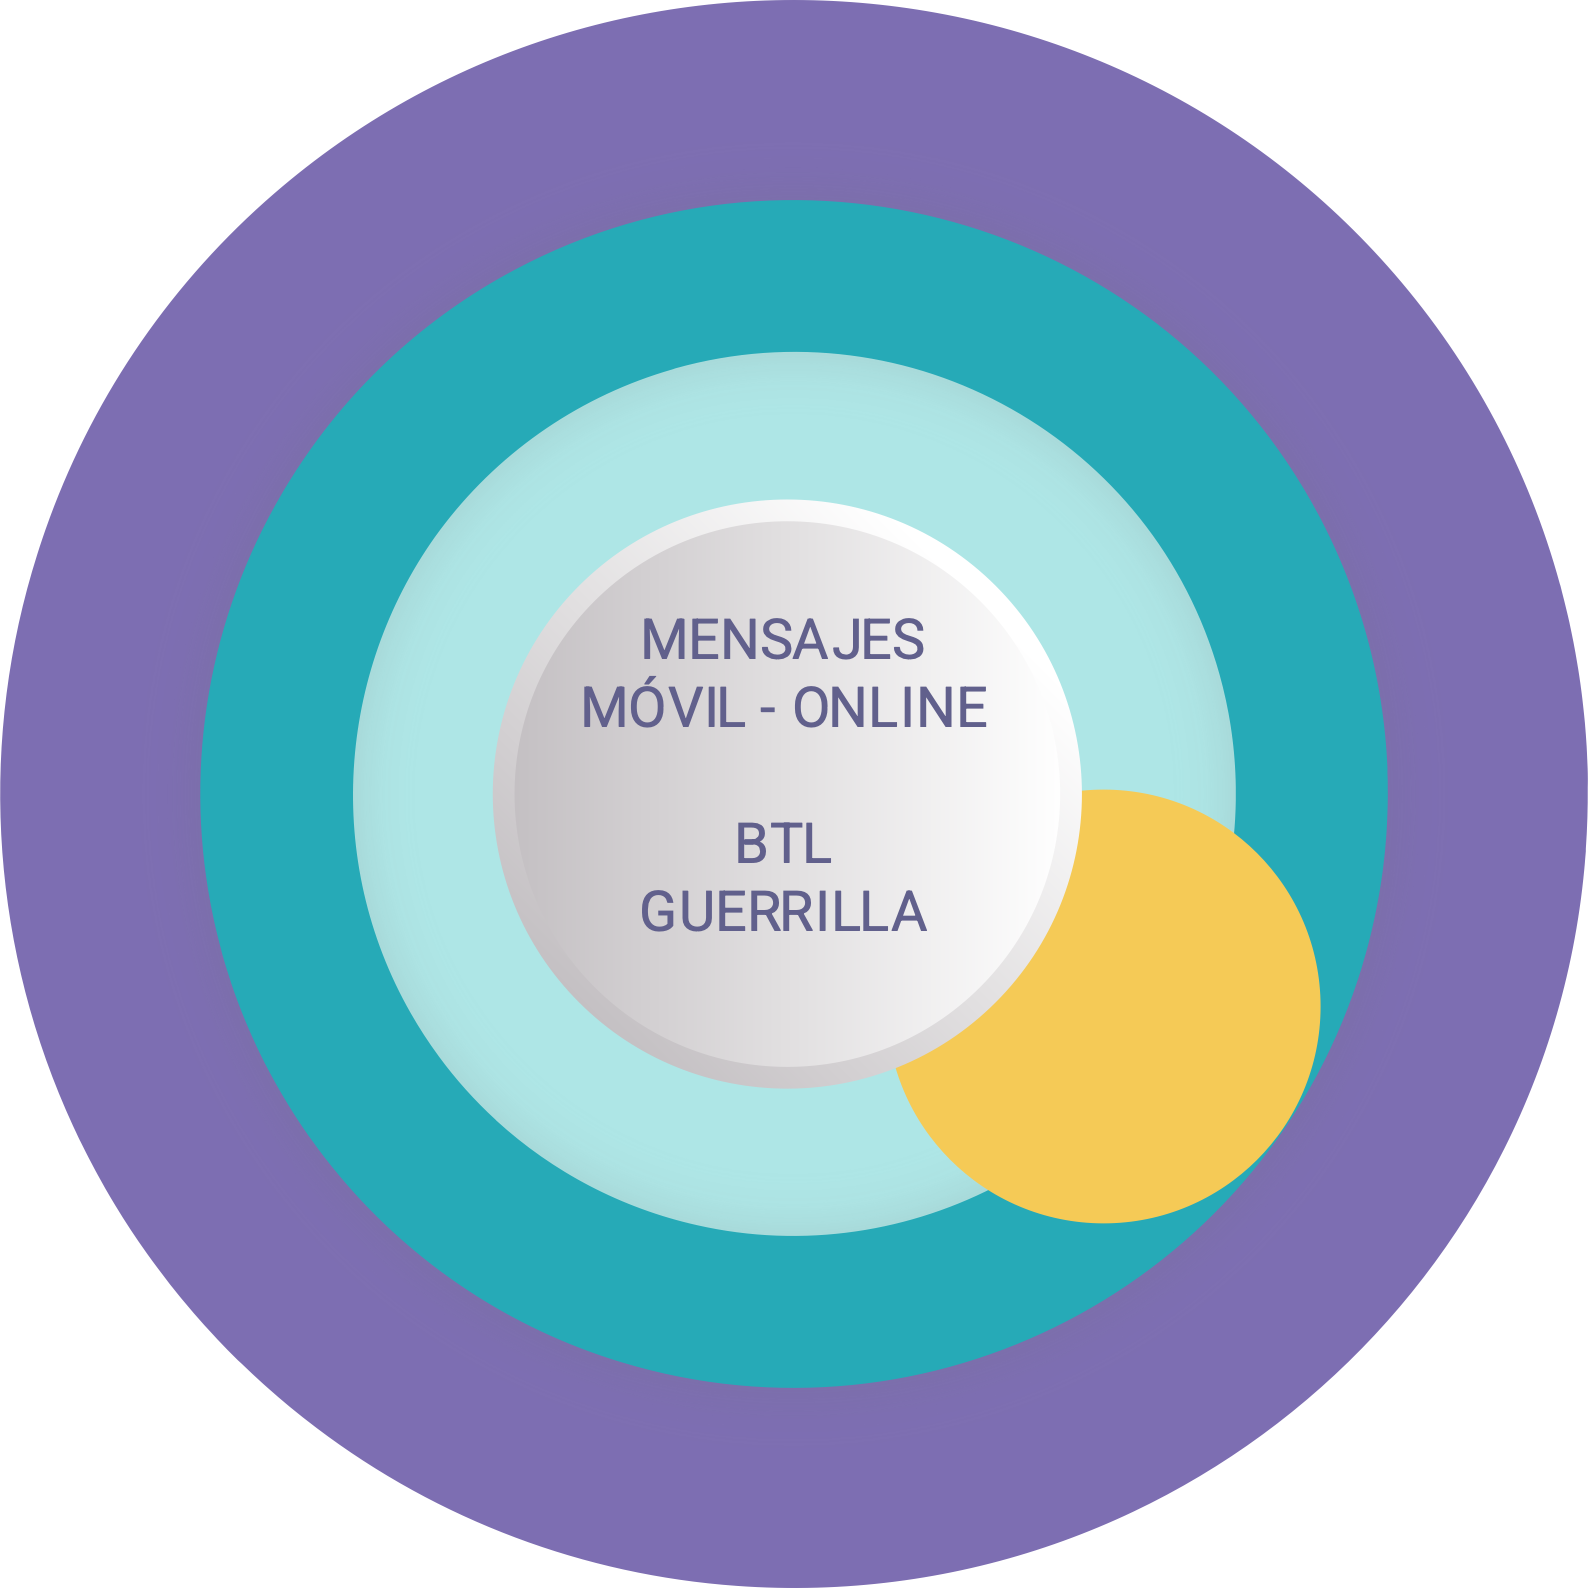 MENSAJES
MÓVIL - ONLINE
BTL
GUERRILLA